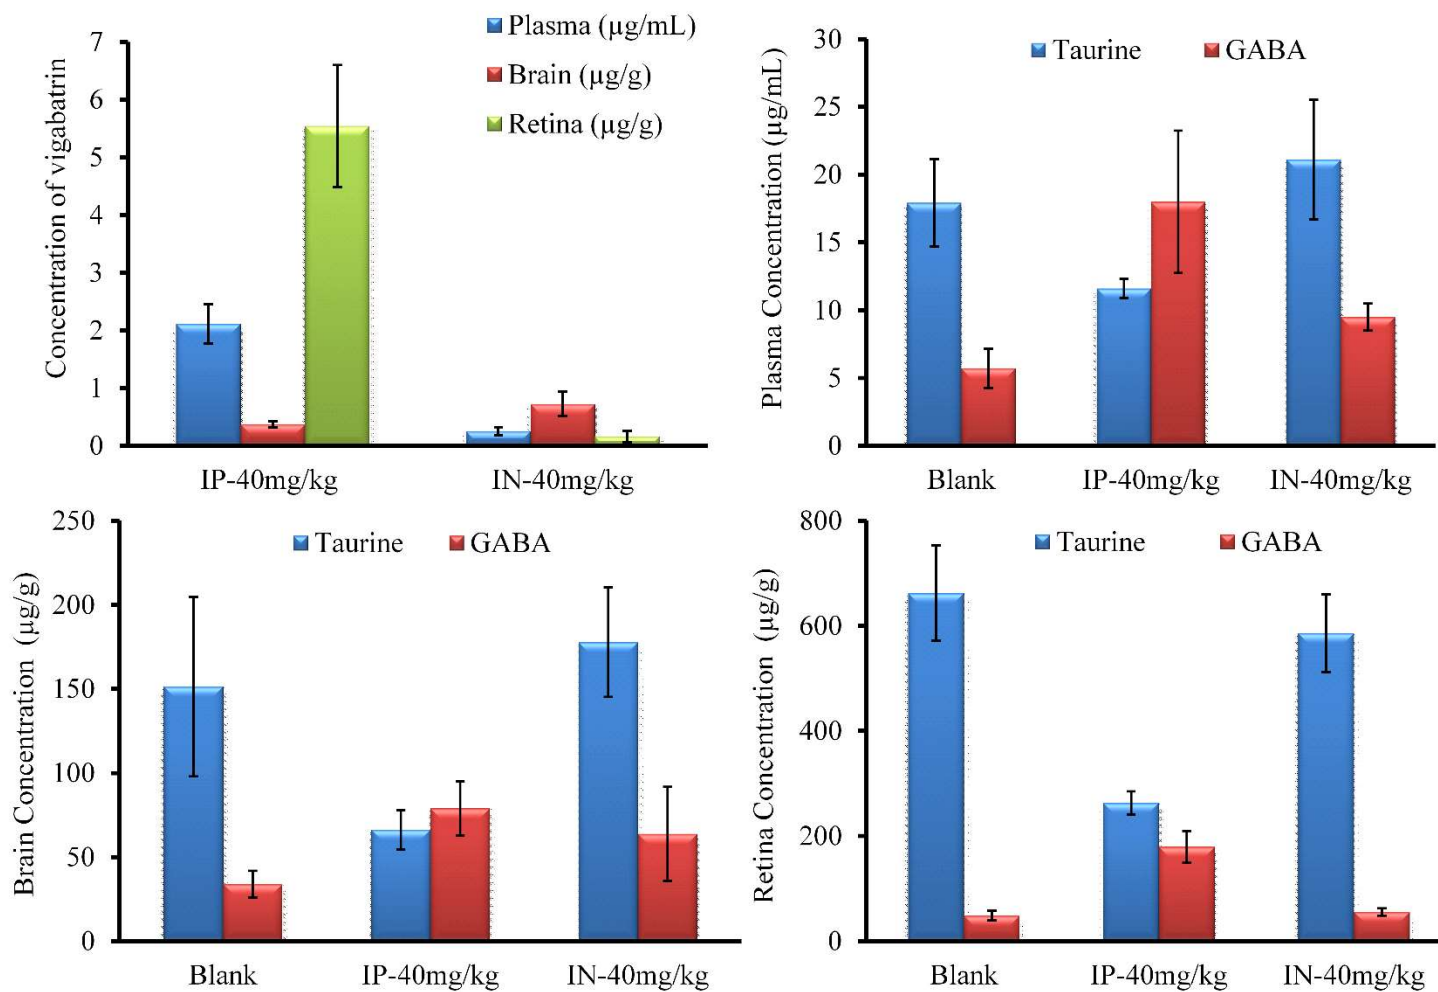 Concentration of vigabatrin
7
6
5
4
3
2
1
0
Plasma (µg/mL)
Brain (µg/g)
Retina (µg/g)
IP-40mg/kg
IN-40mg/kg
Plasma Concentration (µg/mL)
30
25
20
15
10
5
0
Taurine
GABA
Blank
IP-40mg/kg
IN-40mg/kg
Brain Concentration (µg/g)
250
200
150
100
50
0
Taurine
GABA
Blank
IP-40mg/kg
IN-40mg/kg
Retina Concentration (µg/g)
800
600
400
200
0
Taurine
GABA
Blank
IP-40mg/kg
IN-40mg/kg